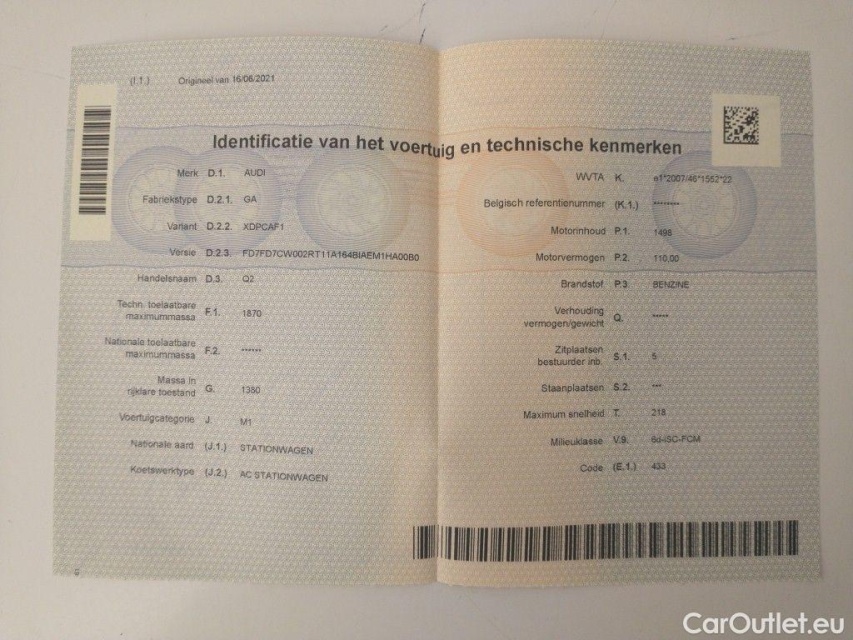 (I.1.) Origineel van 16/06/2021
Identificatie van het voertuig en technische kenmerken
Merk D.1. AUDI
Fabriekstype D.2.1. GA
Variant D.2.2. XDPCAF1
Versie D.2.3. FD7FD7CW002RT11A164BIAEM1HA00B0
Handelsnaam D.3. Q2
Techn. toelaatbare
maximummassa F.1. 1870
Nationale toelaatbare
maximummassa F.2. ------
Massa in
rijklare toestand G. 1380
Voertuigcategorie J. M1
Nationale aard (J.1.) STATIONWAGEN
Koetswerktype (J.2.) AC STATIONWAGEN
WVTA K. e1*2007/46*1552*22
Belgisch referentienummer (K.1.) --------
Motorinhoud P.1. 1498
Motorvermogen P.2. 110,00
Brandstof P.3. BENZINE
Verhouding
vermogen/gewicht Q. -----
Zitplaatsen
bestuurder inb. S.1. 5
Staanplaatsen S.2. ---
Maximum snelheid T. 218
Milieuklasse V.9. 6d-ISC-FCM
Code (E.1.) 433
CarOutlet.eu